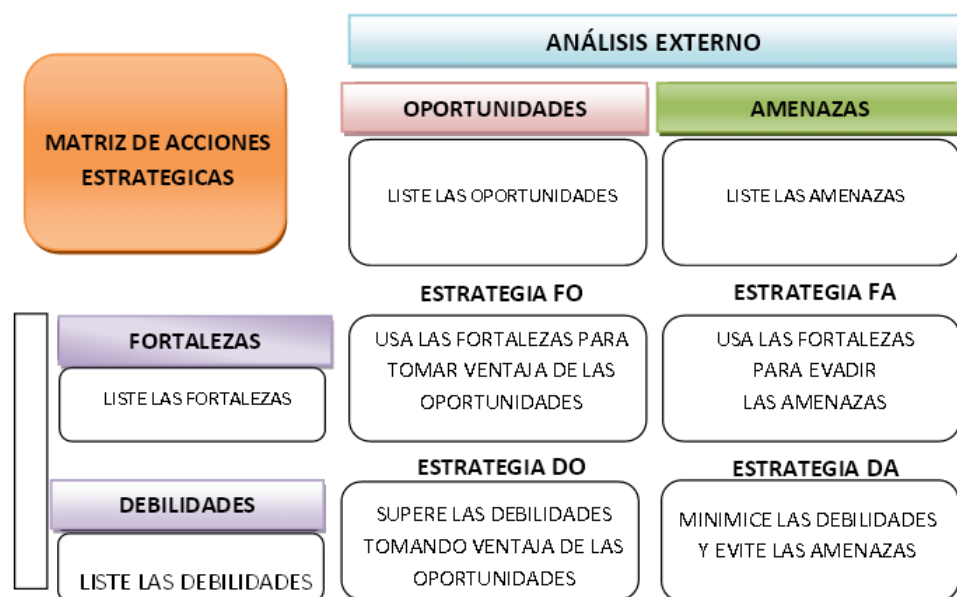 ANÁLISIS EXTERNO
MATRIZ DE ACCIONES
ESTRATEGICAS
OPORTUNIDADES
AMENAZAS
LISTE LAS OPORTUNIDADES
LISTE LAS AMENAZAS
ESTRATEGIA FO
ESTRATEGIA FA
FORTALEZAS
LISTE LAS FORTALEZAS
USA LAS FORTALEZAS PARA
TOMAR VENTAJA DE LAS
OPORTUNIDADES
USA LAS FORTALEZAS
PARA EVADIR
LAS AMENAZAS
ESTRATEGIA DO
ESTRATEGIA DA
DEBILIDADES
LISTE LAS DEBILIDADES
SUPERE LAS DEBILIDADES
TOMANDO VENTAJA DE LAS
OPORTUNIDADES
MINIMICE LAS DEBILIDADES
Y EVITE LAS AMENAZAS